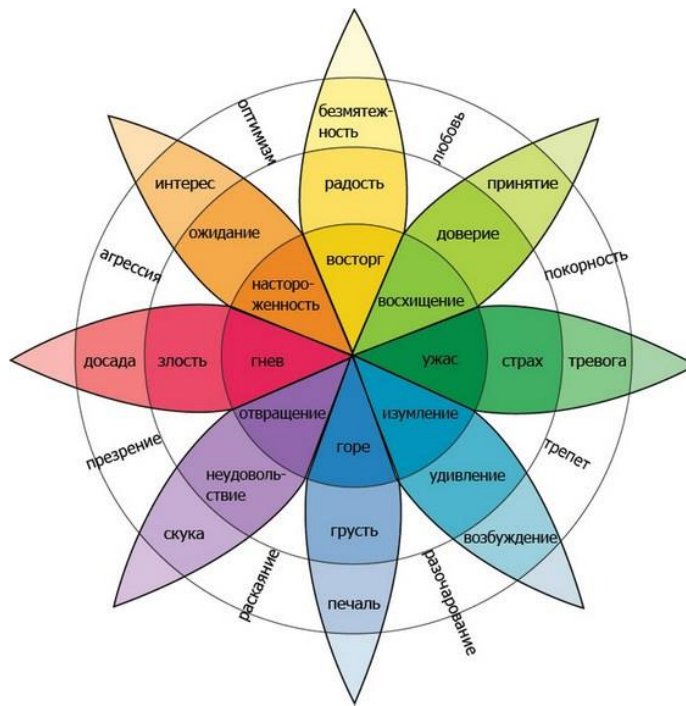 безмятеж-
ность
оптимизм
любовь
интерес
радость
принятие
ожидание
доверие
агрессия
восторг
покорность
насторо-
женность
восхищение
досада
злость
гнев
ужас
страх
тревога
отвращение
изумление
презрение
горе
трепет
неудоволь-
ствие
удивление
скука
грусть
возбуждение
раскаяние
печаль
разочарование